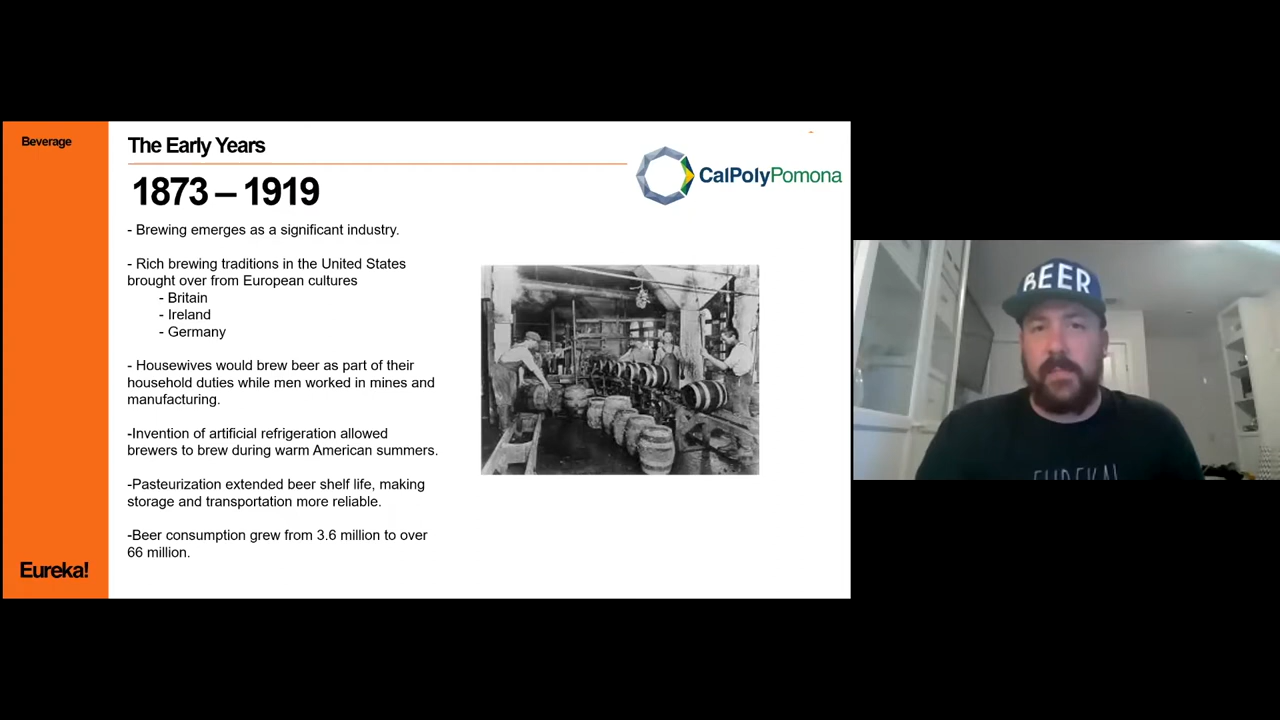 Beverage
The Early Years
CalPolyPomona
1873 – 1919
- Brewing emerges as a significant industry.
- Rich brewing traditions in the United States
brought over from European cultures
- Britain
- Ireland
- Germany
- Housewives would brew beer as part of their
household duties while men worked in mines and
manufacturing.
-Invention of artificial refrigeration allowed
brewers to brew during warm American summers.
-Pasteurization extended beer shelf life, making
storage and transportation more reliable.
-Beer consumption grew from 3.6 million to over
66 million.
Eureka!
BEER
EUREKA!